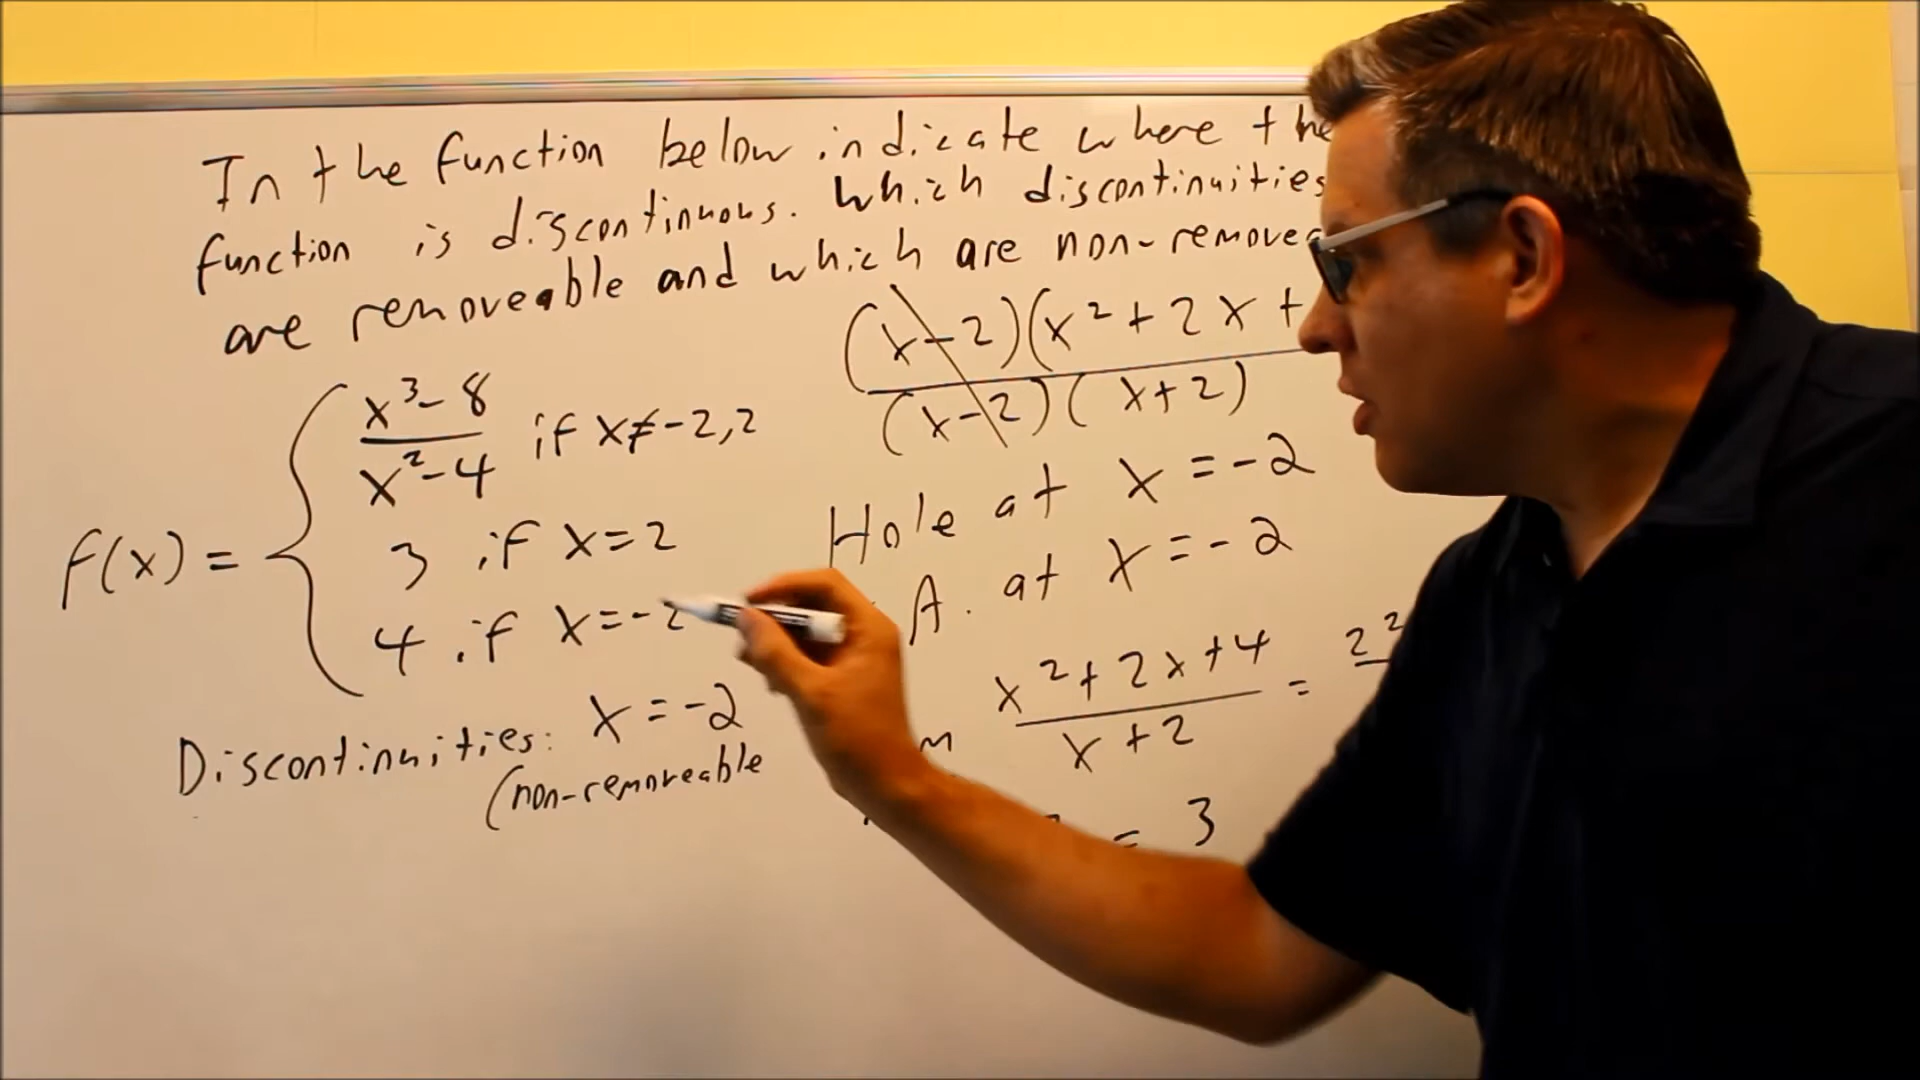 In the function below indicate where the
function is discontinuous. Which discontinuities
are removeable and which are non-remove
f(x) = { x³-8 / x²-4 if x≠-2,2
3 if x=2
4 if x=-2
Discontinuities: x=-2
(non-removeable
(x-2)(x²+2x+
(x-2)(x+2)
Hole at x=-2
A. at x=-2
x²+2x+4 / x+2 = 2²
= 3